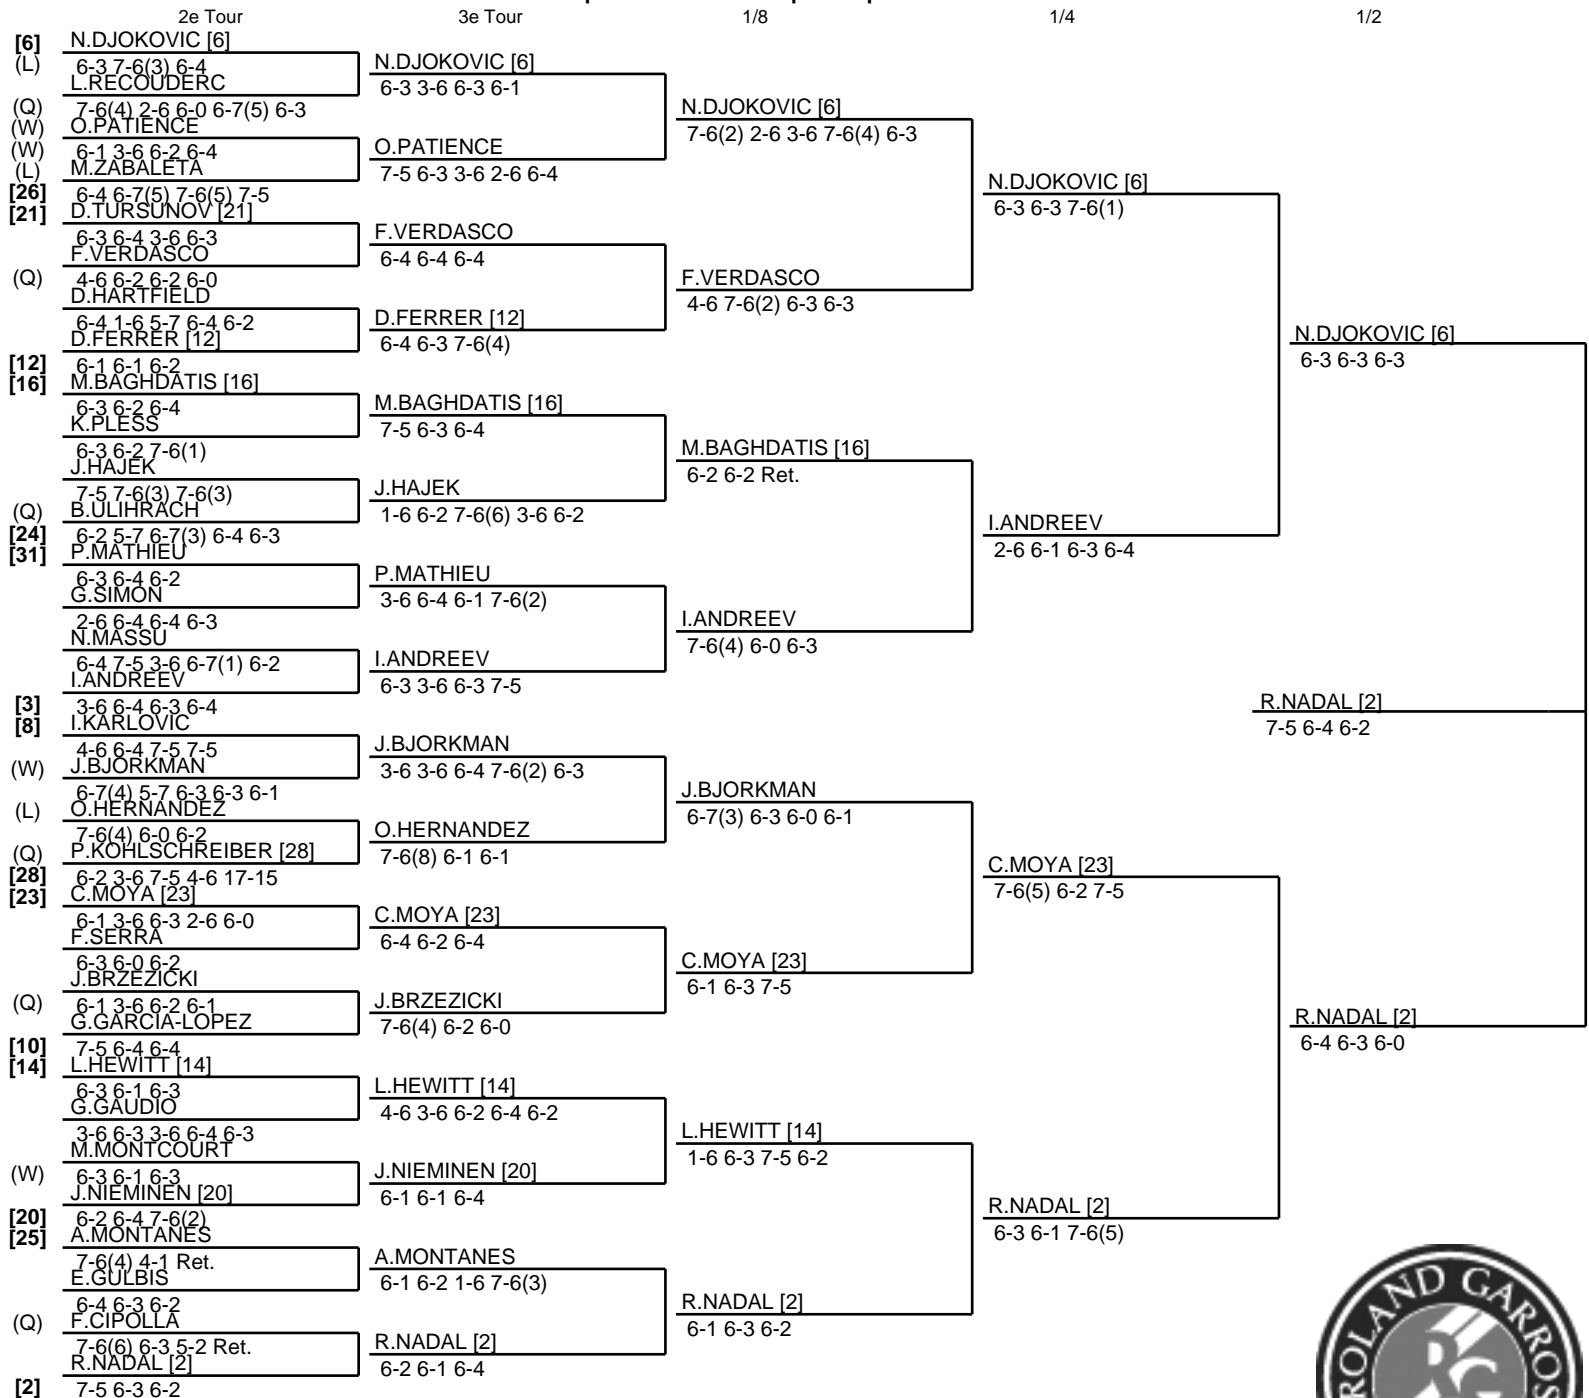 2e Tour
3e Tour
1/8
1/4
1/2
[6]
(L)
(Q)
(W)
(W)
(L)
[26]
[21]
(Q)
[12]
[16]
(Q)
[24]
[31]
[3]
[8]
(W)
(L)
(Q)
[28]
[23]
(Q)
[10]
[14]
(W)
[20]
[25]
(Q)
[2]
N.DJOKOVIC [6]
6-3 7-6(3) 6-4
L.RECOUDERC
7-6(4) 2-6 6-0 6-7(5) 6-3
O.PATIENCE
6-1 3-6 6-2 6-4
M.ZABALETA
6-4 6-7(5) 7-6(5) 7-5
D.TURSUNOV [21]
6-3 6-4 3-6 6-3
F.VERDASCO
4-6 6-2 6-2 6-0
D.HARTFIELD
6-4 1-6 5-7 6-4 6-2
D.FERRER [12]
6-1 6-1 6-2
M.BAGHDATIS [16]
6-3 6-2 6-4
K.PLESS
6-3 6-2 7-6(1)
J.HAJEK
7-5 7-6(3) 7-6(3)
B.ULIHRACH
6-2 5-7 6-7(3) 6-4 6-3
P.MATHIEU
6-3 6-4 6-2
G.SIMON
2-6 6-4 6-4 6-3
N.MASSU
6-4 7-5 3-6 6-7(1) 6-2
I.ANDREEV
3-6 6-4 6-3 6-4
I.KARLOVIC
4-6 6-4 7-5 7-5
J.BJORKMAN
6-7(4) 5-7 6-3 6-3 6-1
O.HERNANDEZ
7-6(4) 6-0 6-2
P.KOHLSCHREIBER [28]
6-2 3-6 7-5 4-6 17-15
C.MOYA [23]
6-1 3-6 6-3 2-6 6-0
F.SERRA
6-3 6-0 6-2
J.BRZEZICKI
6-1 3-6 6-2 6-1
G.GARCIA-LOPEZ
7-5 6-4 6-4
L.HEWITT [14]
6-3 6-1 6-3
G.GAUDIO
3-6 6-3 3-6 6-4 6-3
M.MONTCOURT
6-3 6-1 6-3
J.NIEMINEN [20]
6-2 6-4 7-6(2)
A.MONTANES
7-6(4) 4-1 Ret.
E.GULBIS
6-4 6-3 6-2
F.CIPOLLA
7-6(6) 6-3 5-2 Ret.
R.NADAL [2]
7-5 6-3 6-2
N.DJOKOVIC [6]
6-3 3-6 6-3 6-1
O.PATIENCE
7-5 6-3 3-6 2-6 6-4
F.VERDASCO
6-4 6-4 6-4
D.FERRER [12]
6-4 6-3 7-6(4)
M.BAGHDATIS [16]
7-5 6-3 6-4
J.HAJEK
1-6 6-2 7-6(6) 3-6 6-2
P.MATHIEU
3-6 6-4 6-1 7-6(2)
I.ANDREEV
6-3 3-6 6-3 7-5
J.BJORKMAN
3-6 3-6 6-4 7-6(2) 6-3
O.HERNANDEZ
7-6(8) 6-1 6-1
C.MOYA [23]
6-4 6-2 6-4
J.BRZEZICKI
7-6(4) 6-2 6-0
L.HEWITT [14]
4-6 3-6 6-2 6-4 6-2
J.NIEMINEN [20]
6-1 6-1 6-4
A.MONTANES
6-1 6-2 1-6 7-6(3)
R.NADAL [2]
6-2 6-1 6-4
N.DJOKOVIC [6]
7-6(2) 2-6 3-6 7-6(4) 6-3
F.VERDASCO
4-6 7-6(2) 6-3 6-3
M.BAGHDATIS [16]
6-2 6-2 Ret.
I.ANDREEV
7-6(4) 6-0 6-3
J.BJORKMAN
6-7(3) 6-3 6-0 6-1
C.MOYA [23]
6-1 6-3 7-5
L.HEWITT [14]
1-6 6-3 7-5 6-2
R.NADAL [2]
6-1 6-3 6-2
N.DJOKOVIC [6]
6-3 6-3 7-6(1)
I.ANDREEV
2-6 6-1 6-3 6-4
C.MOYA [23]
7-6(5) 6-2 7-5
R.NADAL [2]
6-3 6-1 7-6(5)
N.DJOKOVIC [6]
6-3 6-3 6-3
R.NADAL [2]
7-5 6-4 6-2
R.NADAL [2]
6-4 6-3 6-0
ROLAND GARROS
RG